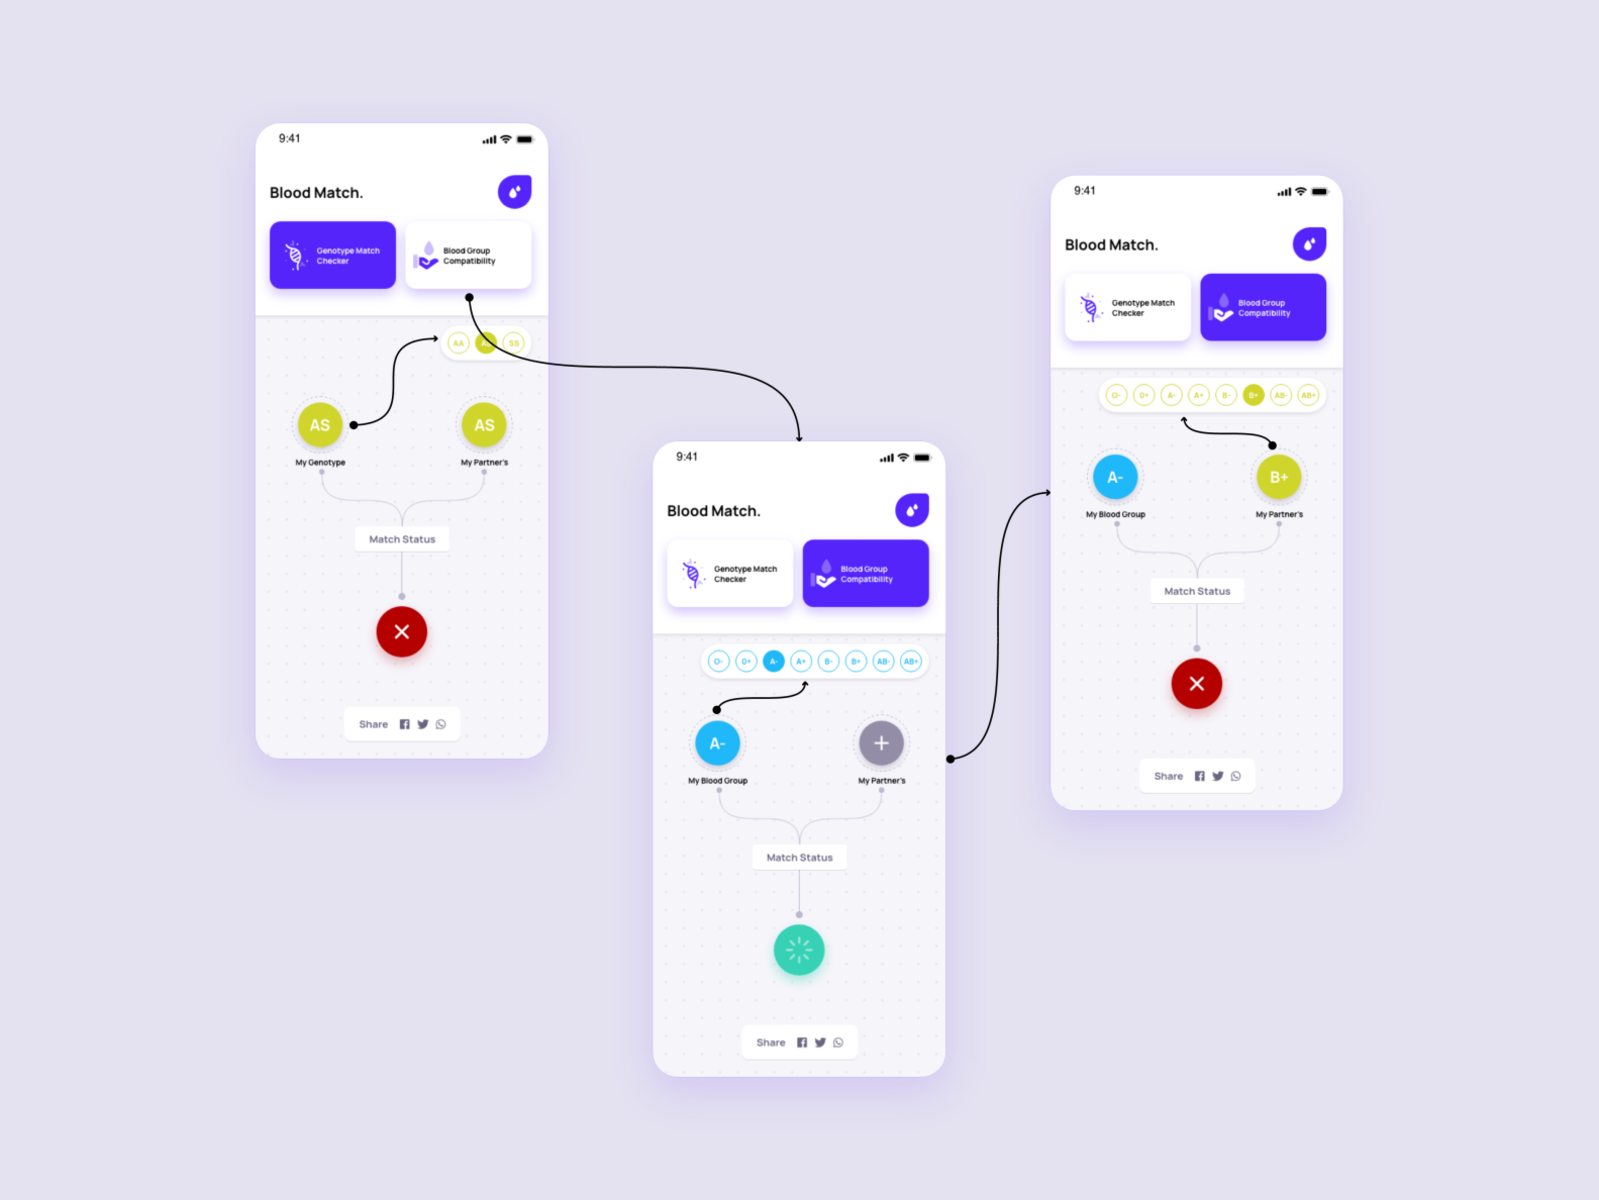 9:41
Blood Match.
Genotype Match
Checker
Blood Group
Compatibility
AA
SS
AS
AS
My Genotype
My Partner's
Match Status
Share
9:41
Blood Match.
Genotype Match
Checker
Blood Group
Compatibility
O- O+ A- A+ B- B+ AB- AB+
A-
My Blood Group
My Partner's
Match Status
Share
9:41
Blood Match.
Genotype Match
Checker
Blood Group
Compatibility
O- O+ A- A+ B- B+ AB- AB+
A-
B+
My Blood Group
My Partner's
Match Status
Share